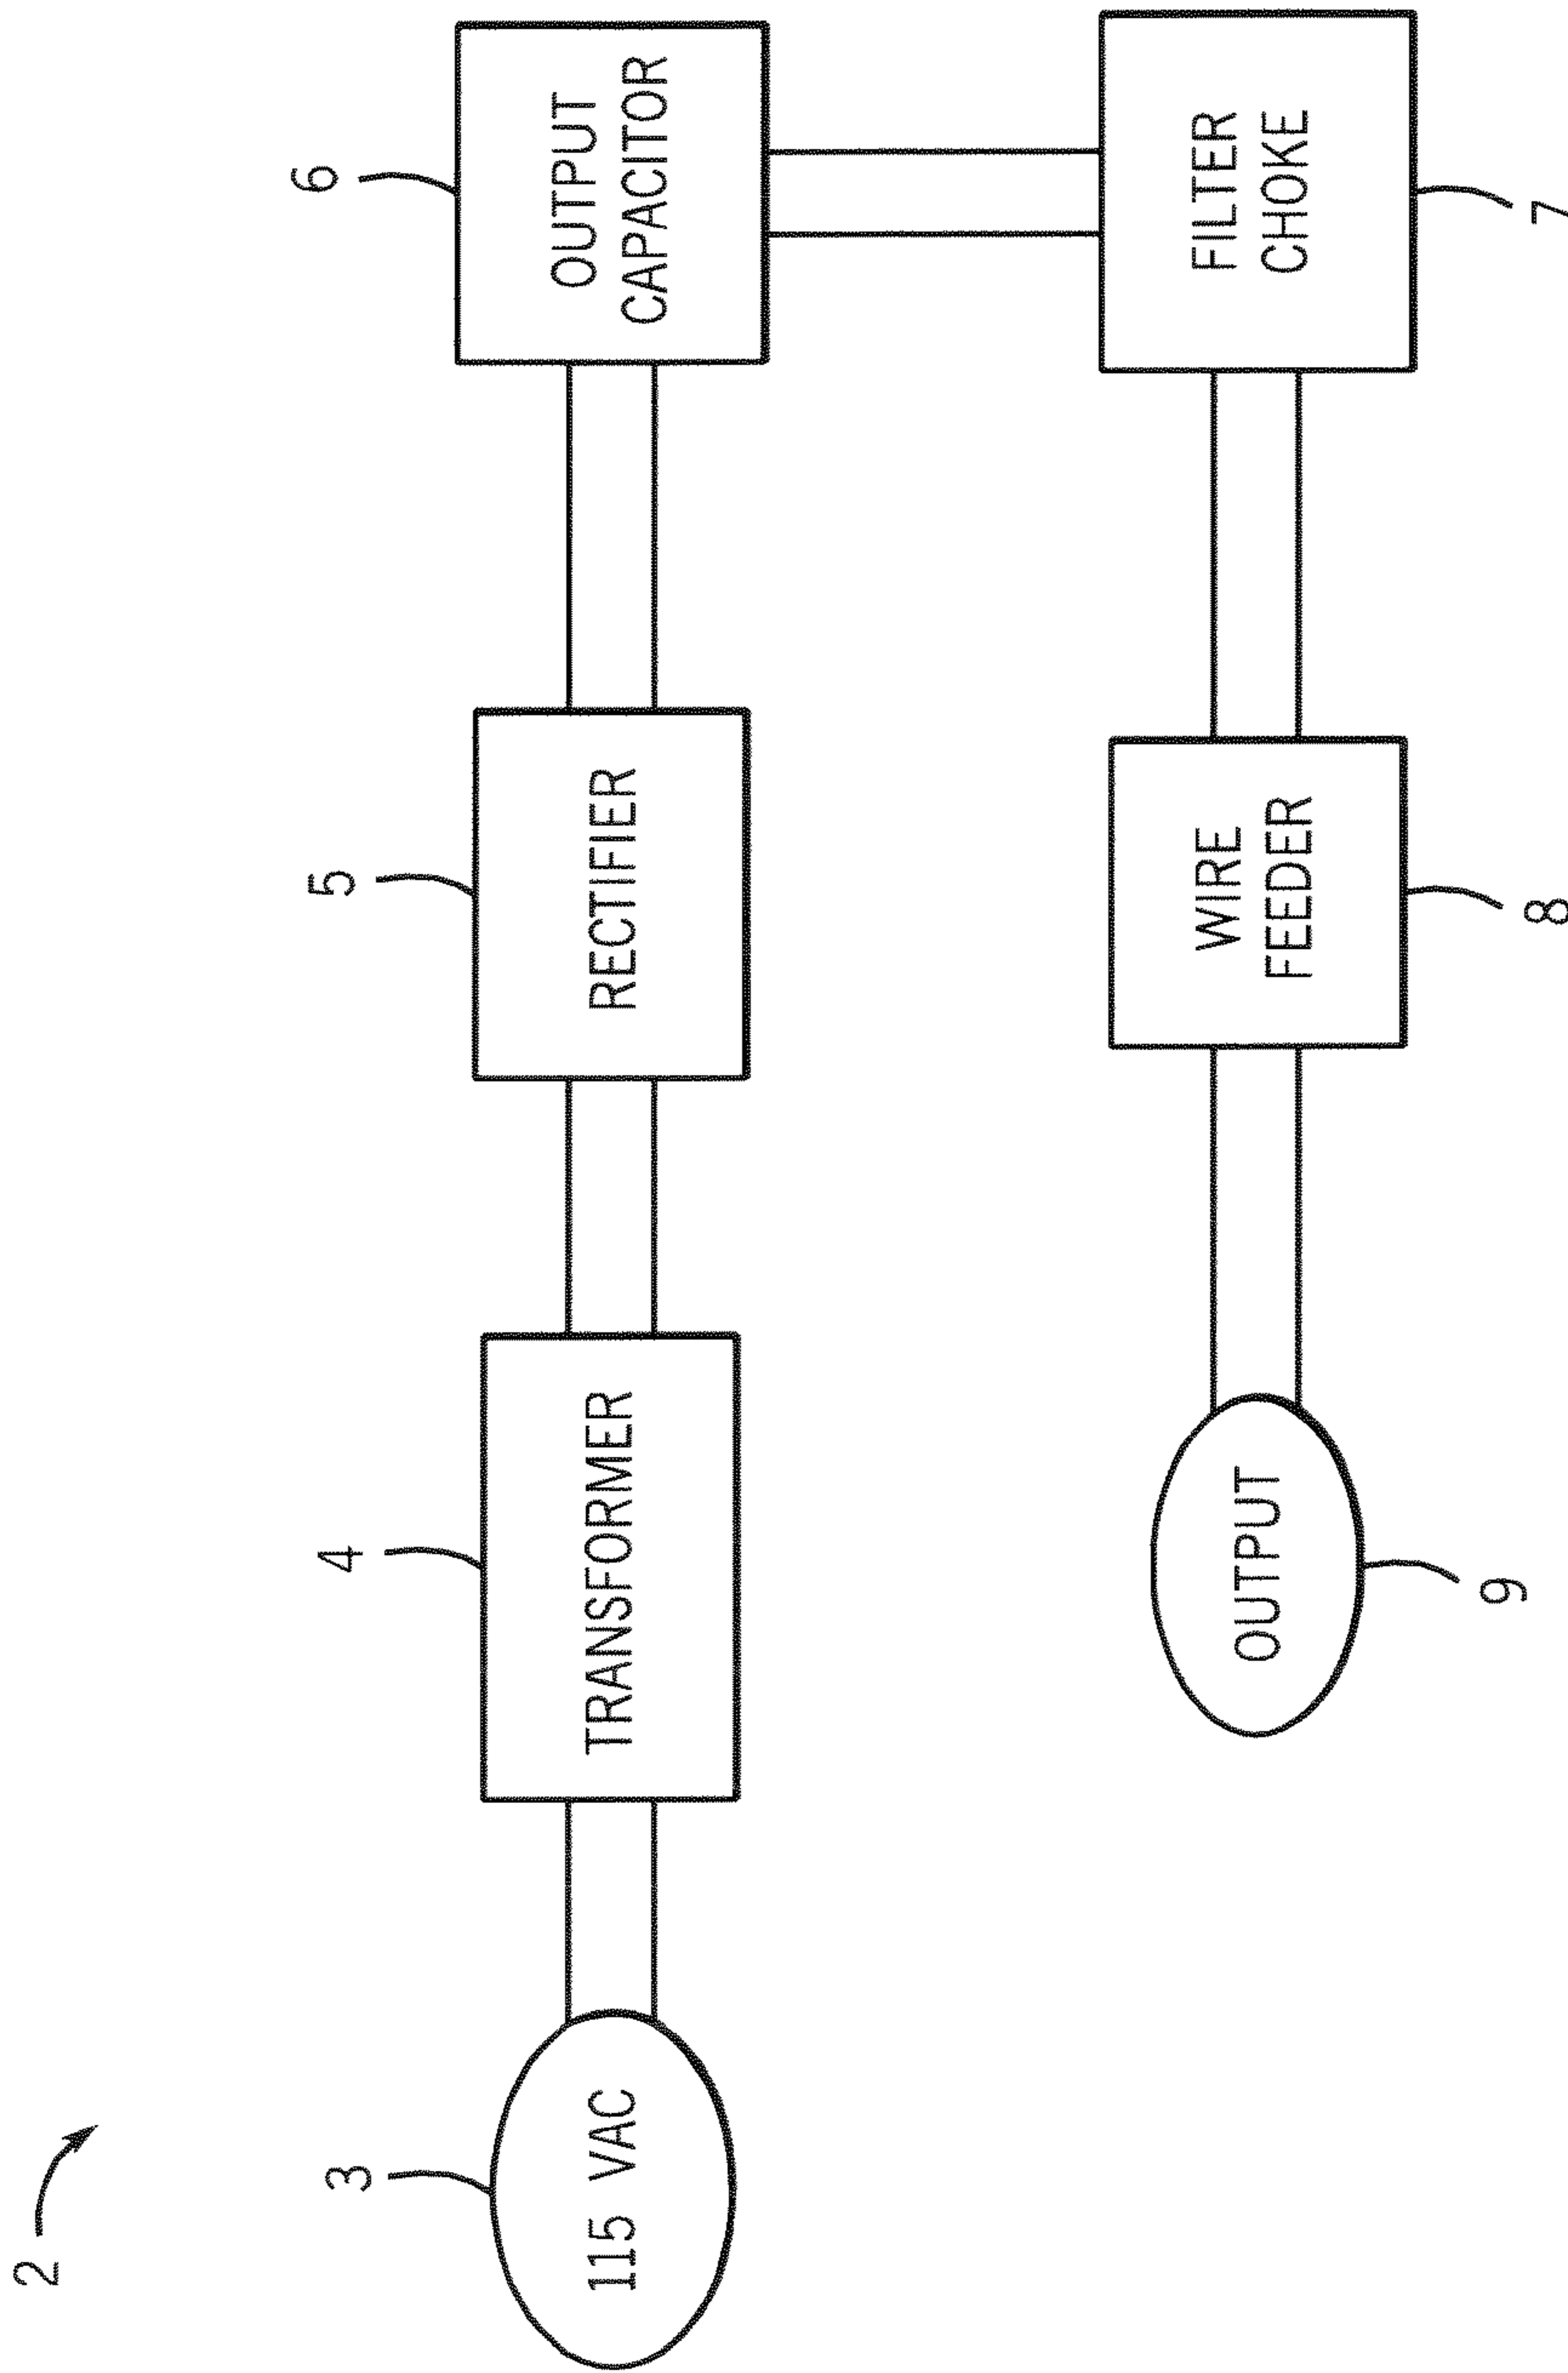 2
3
115 VAC
4
TRANSFORMER
5
RECTIFIER
6
OUTPUT
CAPACITOR
FILTER
CHOKE
7
WIRE
FEEDER
8
OUTPUT
9